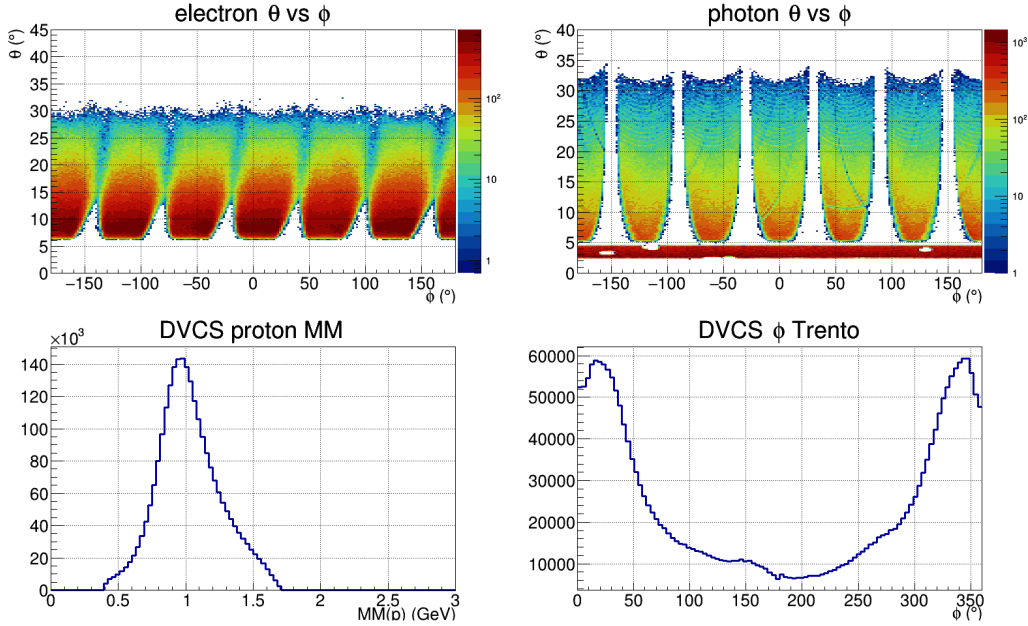 electron θ vs ϕ
θ (°)
45
40
35
30
25
20
15
10
5
0
−150 −100 −50 0 50 100 150
ϕ (°)
10²
10
1
photon θ vs ϕ
θ (°)
40
35
30
25
20
15
10
5
0
−150 −100 −50 0 50 100 150
ϕ (°)
10³
10²
10
1
DVCS proton MM
×10³
140
120
100
80
60
40
20
0
0 0.5 1 1.5 2 2.5 3
MM(p) (GeV)
DVCS ϕ Trento
60000
50000
40000
30000
20000
10000
0 50 100 150 200 250 300 350
ϕ (°)